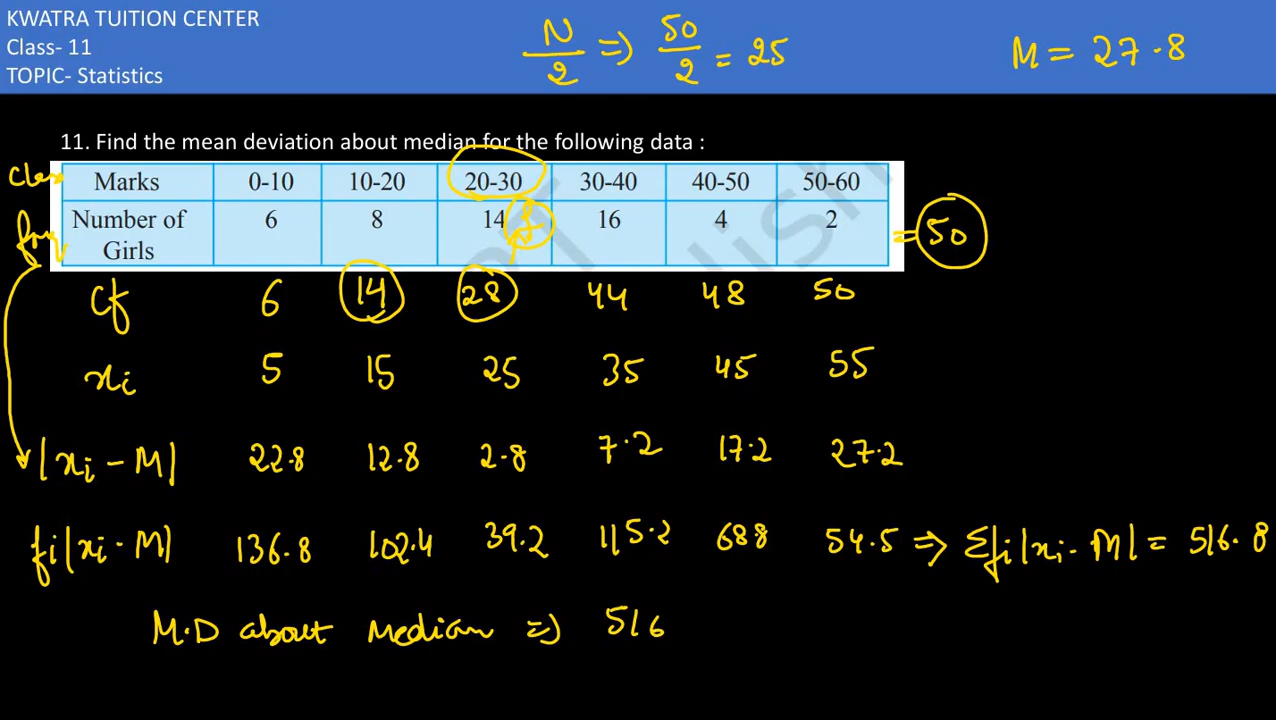 KWATRA TUITION CENTER
Class- 11
TOPIC- Statistics
N/2 => 50/2 = 25
M = 27.8
11. Find the mean deviation about median for the following data :
Class Marks 0-10 10-20 20-30 30-40 40-50 50-60
Number of Girls 6 8 14 f 16 4 2 = 50
Cf 6 14 28 44 48 50
xi 5 15 25 35 45 55
|xi - M| 22.8 12.8 2.8 7.2 17.2 27.2
fi|xi - M| 136.8 102.4 39.2 115.2 688 54.5 => Σfi|xi - M| = 516.8
M.D about Median => 516